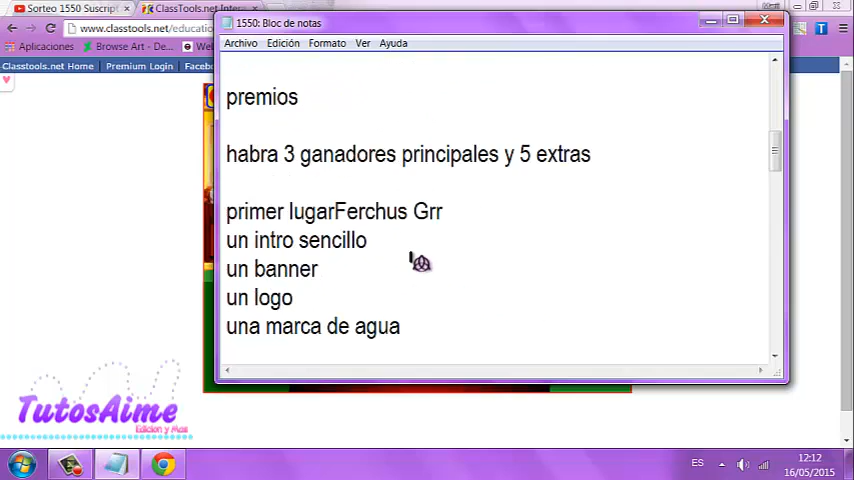 Sorteo 1550 Suscript
ClassTools.net Inter
1550: Bloc de notas
www.classtools.net/educatio
Archivo Edición Formato Ver Ayuda
Aplicaciones
Browse Art - De...
Classtools.net Home
Premium Login
premios
habra 3 ganadores principales y 5 extras
primer lugarFerchus Grr
un intro sencillo
un banner
un logo
una marca de agua
TutosAime
Edicion y Mas
ES
12:12
16/05/2015